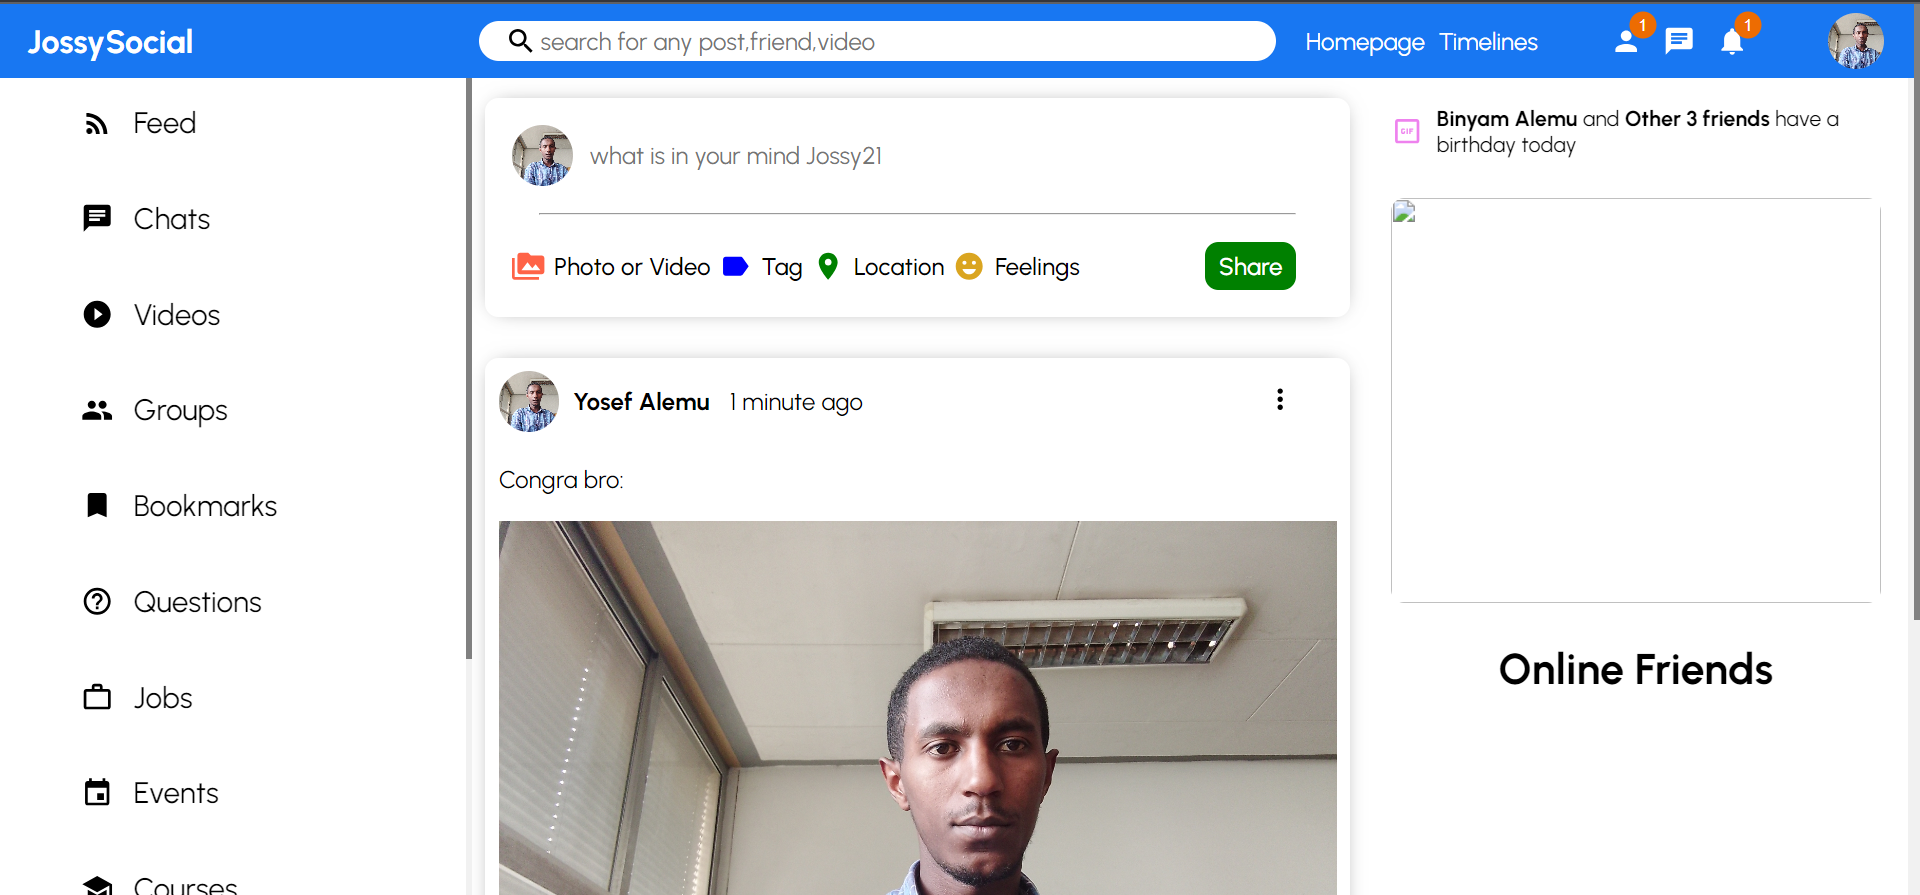 JossySocial
search for any post,friend,video
Homepage Timelines
1
1
Feed
Chats
Videos
Groups
Bookmarks
Questions
Jobs
Events
Courses
what is in your mind Jossy21
Photo or Video Tag Location Feelings Share
Yosef Alemu 1 minute ago
Congra bro:
GIF
Binyam Alemu and Other 3 friends have a
birthday today
Online Friends